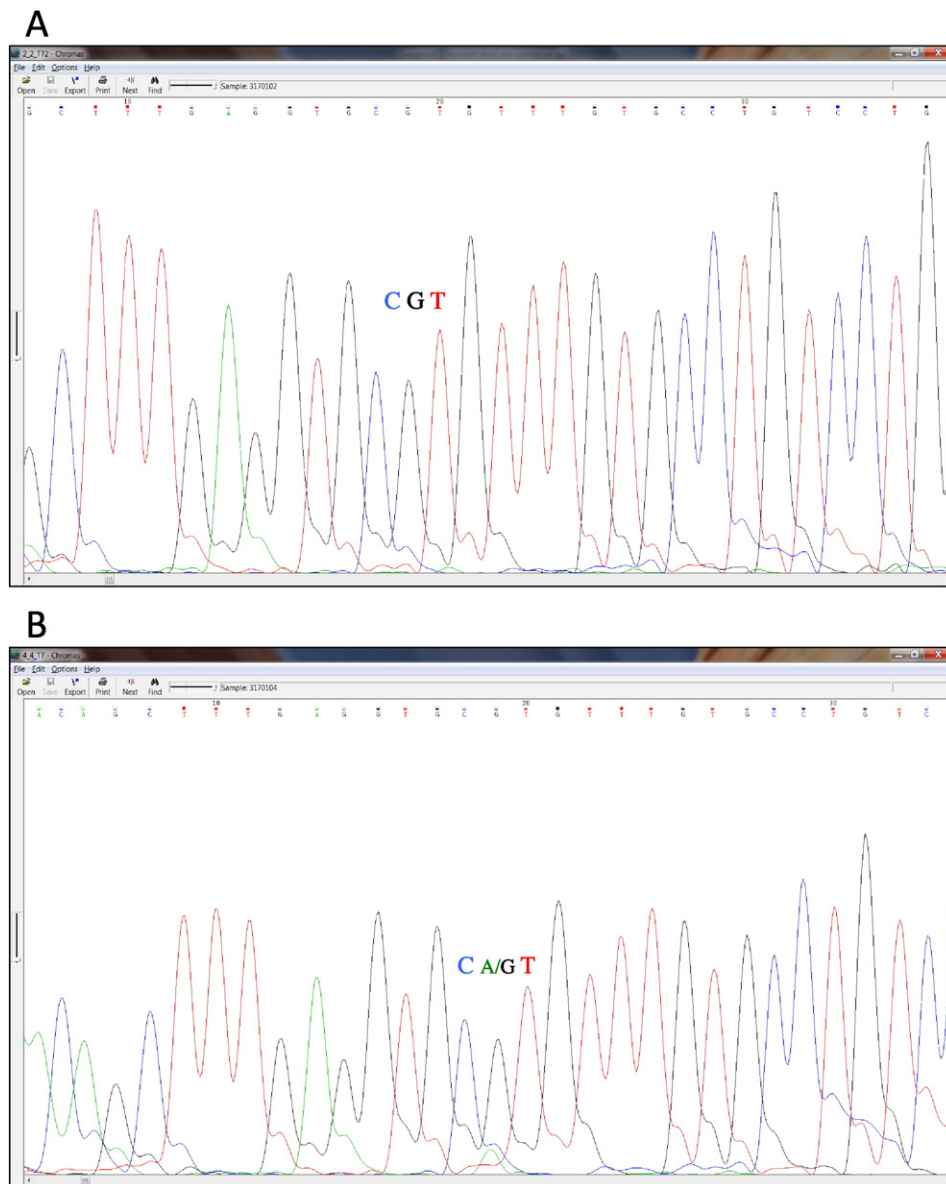 A
2_2_T72 - Chromas
File Edit Options Help
Open Save Export Print Next Find Sample: 3170102
10 20 30
G C T T T G A G G T G C G T G T T T G T G C C T G T C C T G
C G T
B
4_4_T7 - Chromas
File Edit Options Help
Open Save Export Print Next Find Sample: 3170104
10 20 30
A C A G C T T T G A G G T G C G T G T T T G T G C C T G T C
C A/G T